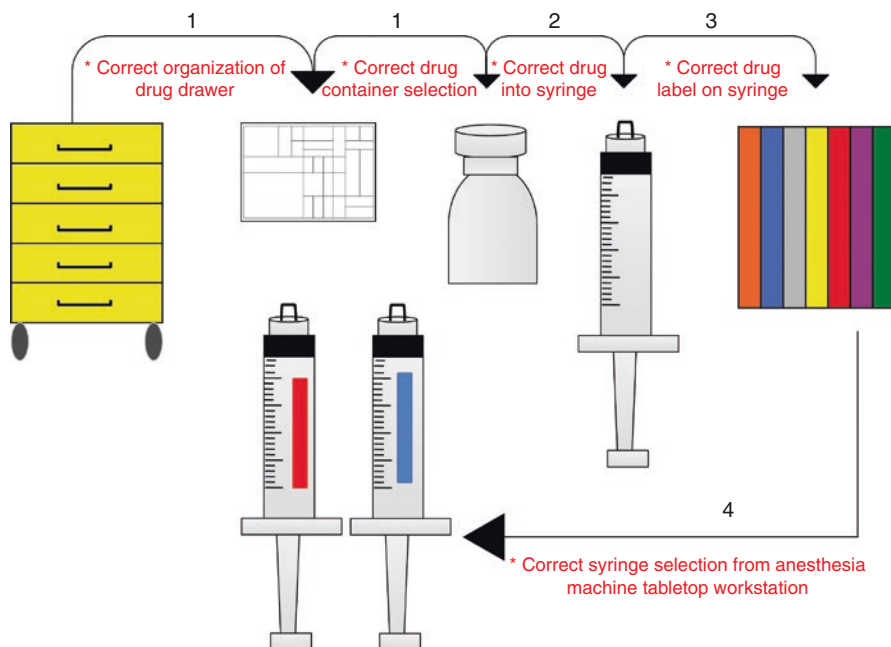 1
1
2
3
* Correct organization of
drug drawer
* Correct drug
container selection
* Correct drug
into syringe
* Correct drug
label on syringe
4
* Correct syringe selection from anesthesia
machine tabletop workstation